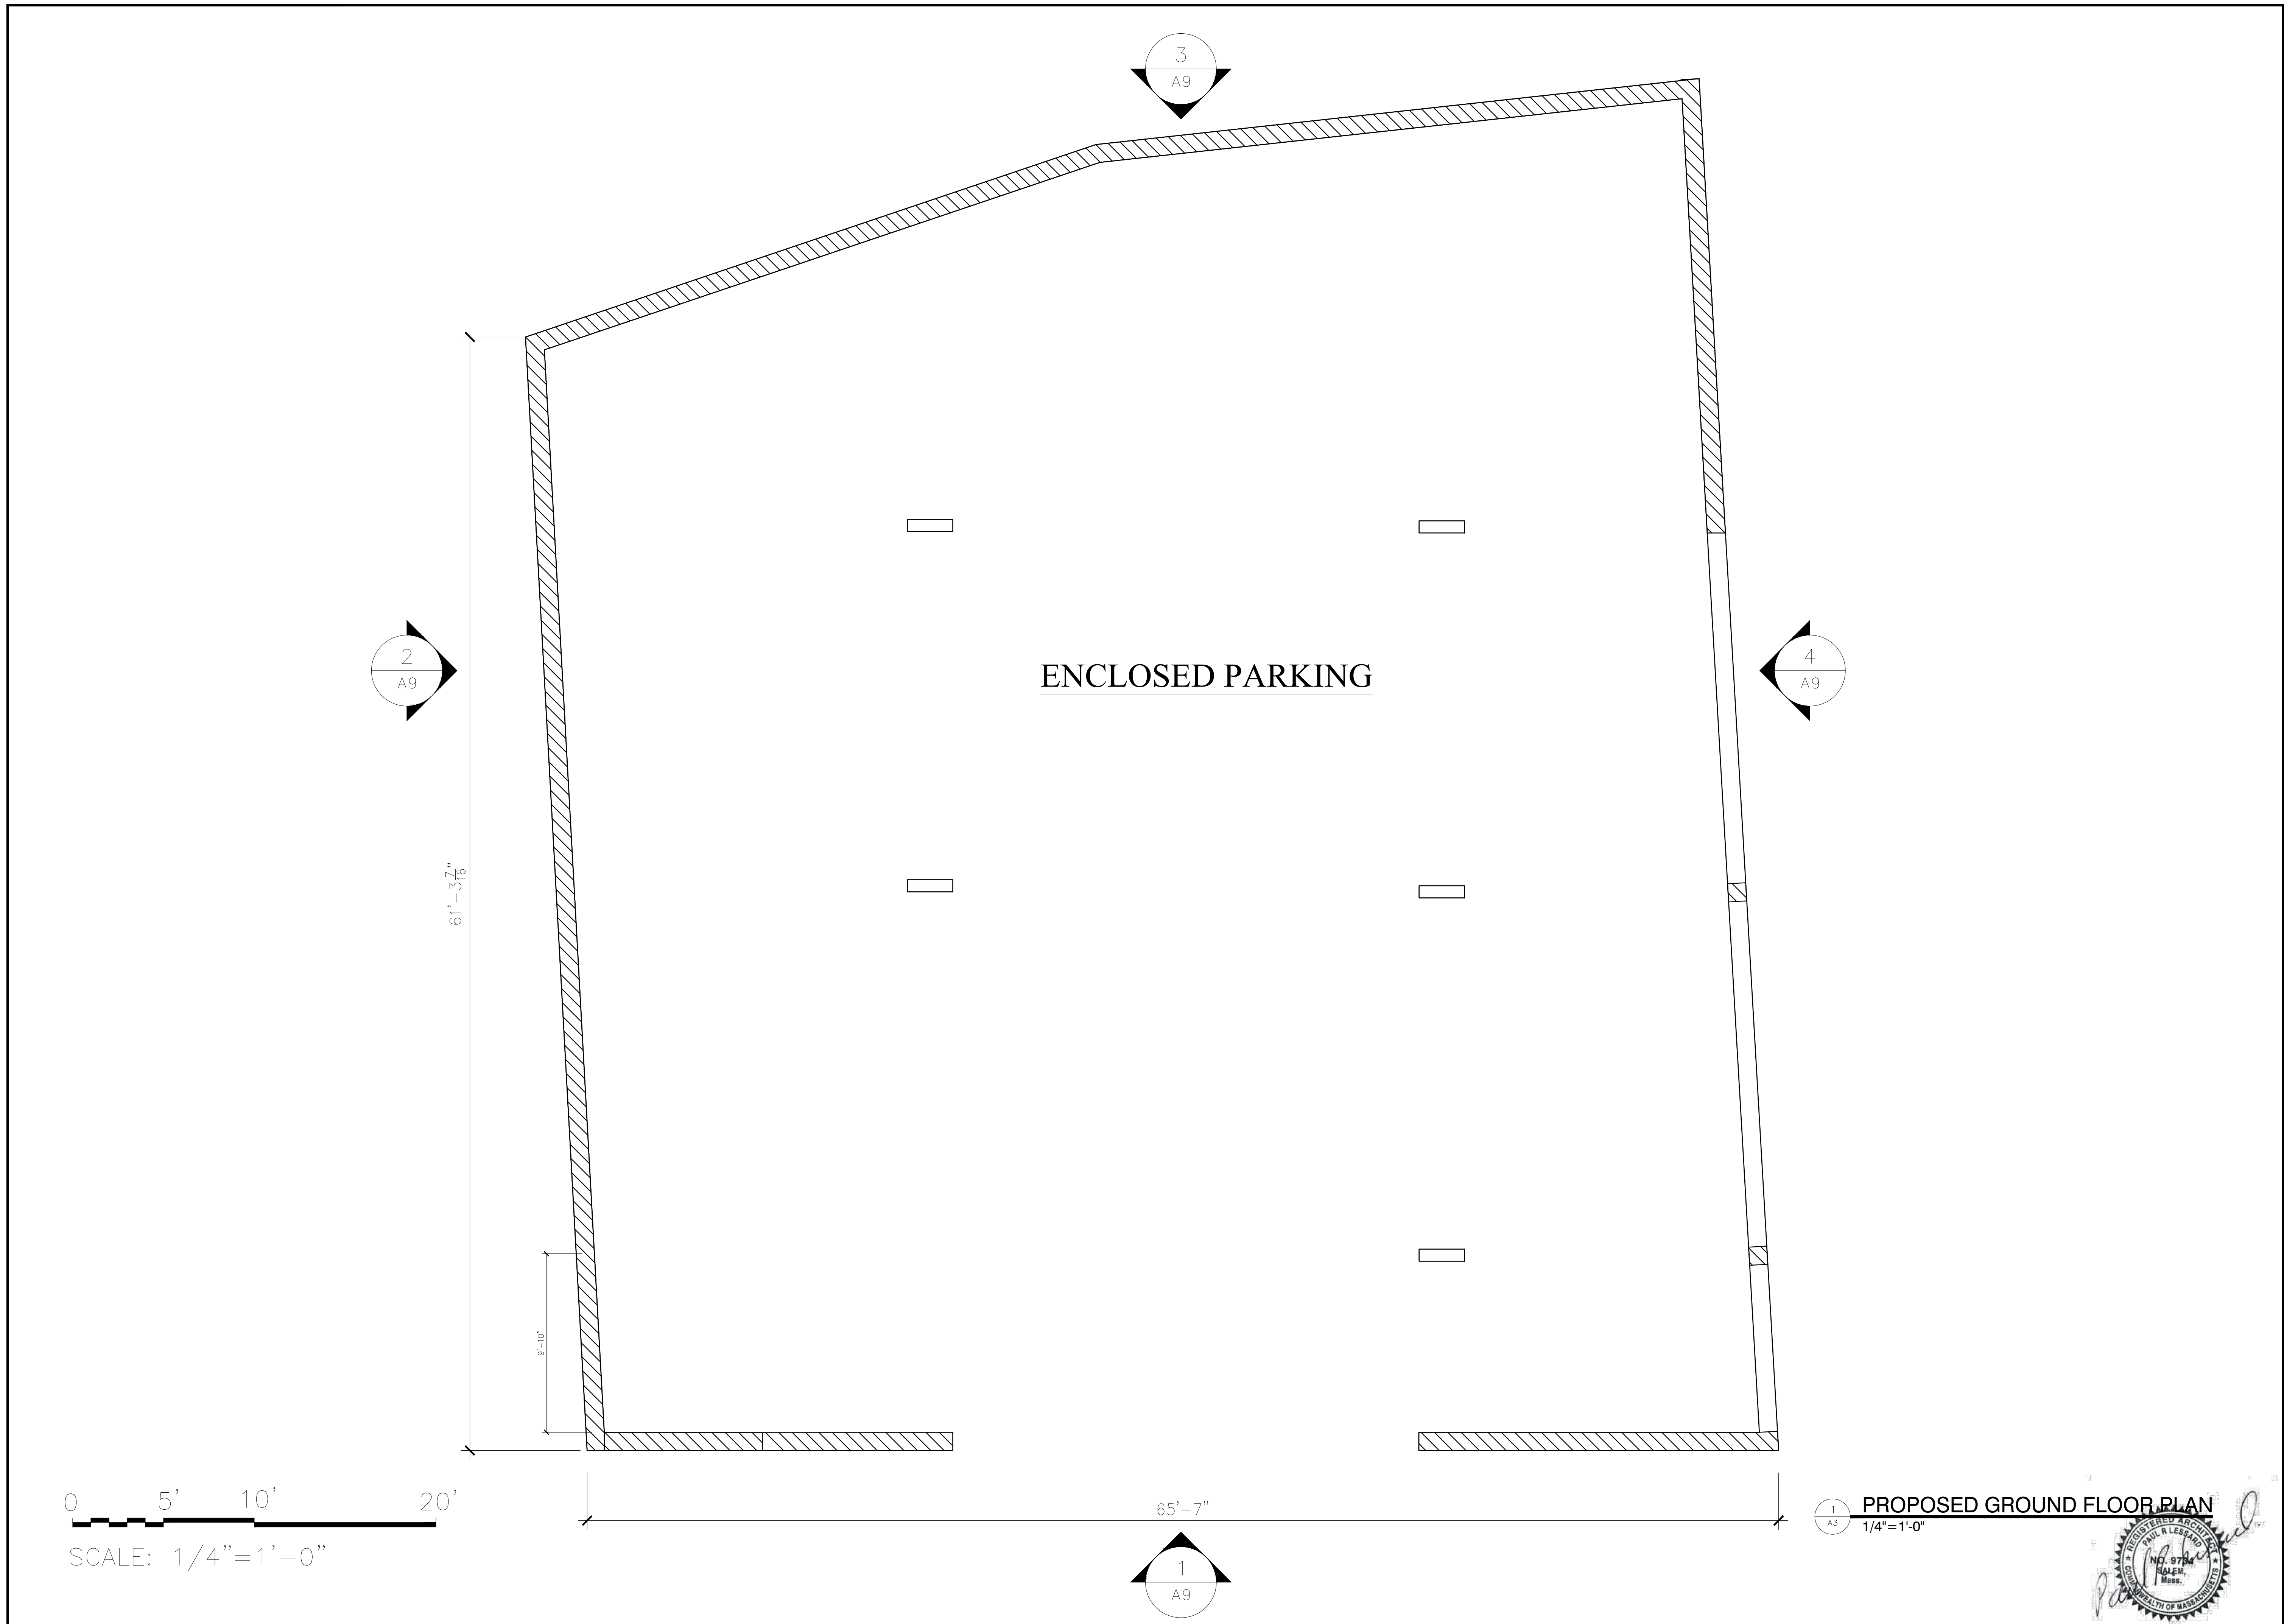 3
A9
ENCLOSED PARKING
2
A9
4
A9
61'-3 7/16"
9'-10"
65'-7"
0 5' 10' 20'
SCALE: 1/4"=1'-0"
1
A9
1
A3
PROPOSED GROUND FLOOR PLAN
1/4"=1'-0"
REGISTERED ARCHITECT
PAUL R LESSARD
SALEM,
Mass.
COMMONWEALTH OF MASSACHUSETTS